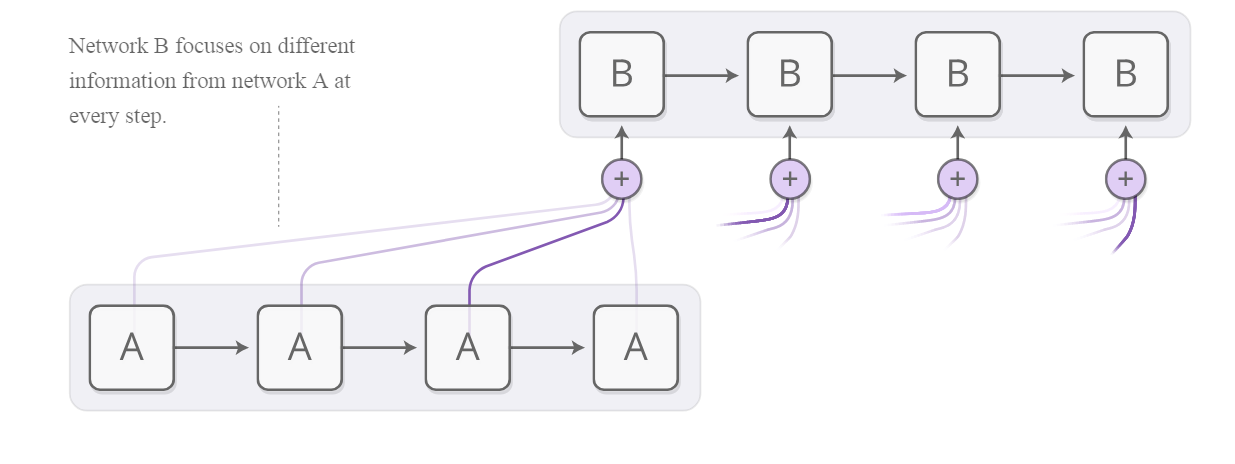 Network B focuses on different
information from network A at
every step.
B B B B
+ + + +
A A A A